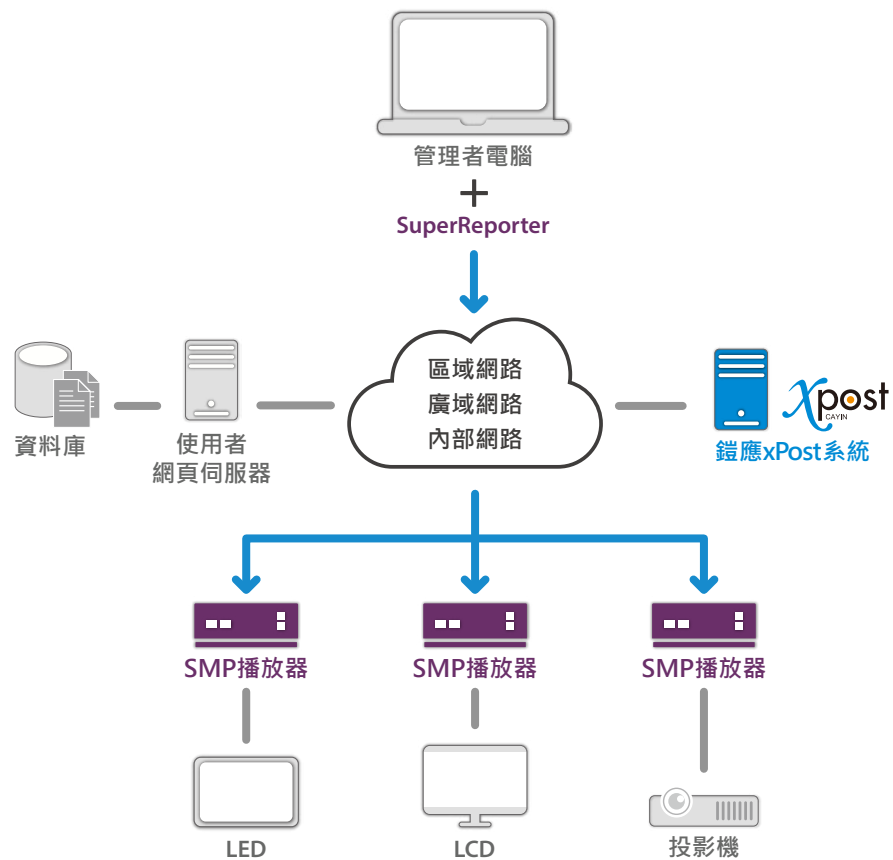 管理者電腦
+
SuperReporter
區域網路
廣域網路
內部網路
資料庫
使用者
網頁伺服器
xpost
CAYIN
鎧應xPost系統
SMP播放器
SMP播放器
SMP播放器
LED
LCD
投影機